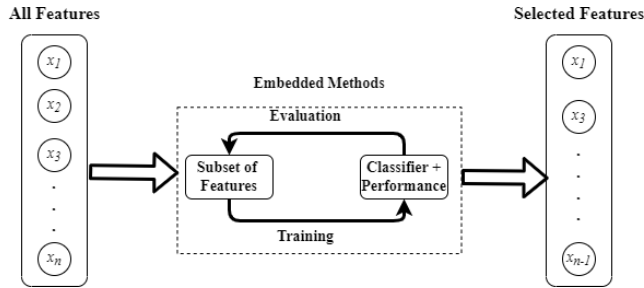 All Features
x1
x2
x3
.
.
.
xn
Embedded Methods
Evaluation
Subset of
Features
Classifier +
Performance
Training
Selected Features
x1
x3
.
.
.
.
xn-1